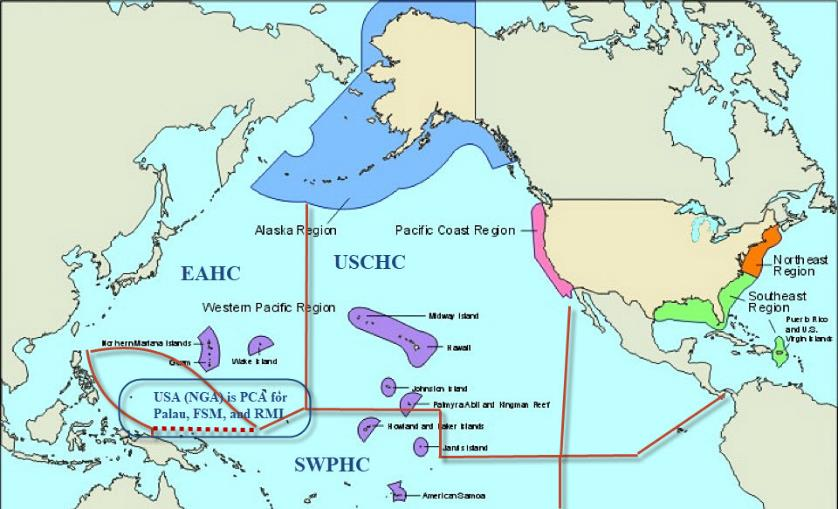 Alaska Region
Pacific Coast Region
USCHC
EAHC
Northeast
Region
Southeast
Region
Western Pacific Region
Midway Island
Puerto Rico
and U.S.
Virgin Islands
Northern Mariana Islands
Guam
Wake Island
Hawaii
Johnston Island
USA (NGA) is PCA for
Palau, FSM, and RMI
Palmyra Atoll and Kingman Reef
Howland and Baker Islands
Jarvis Island
SWPHC
American Samoa